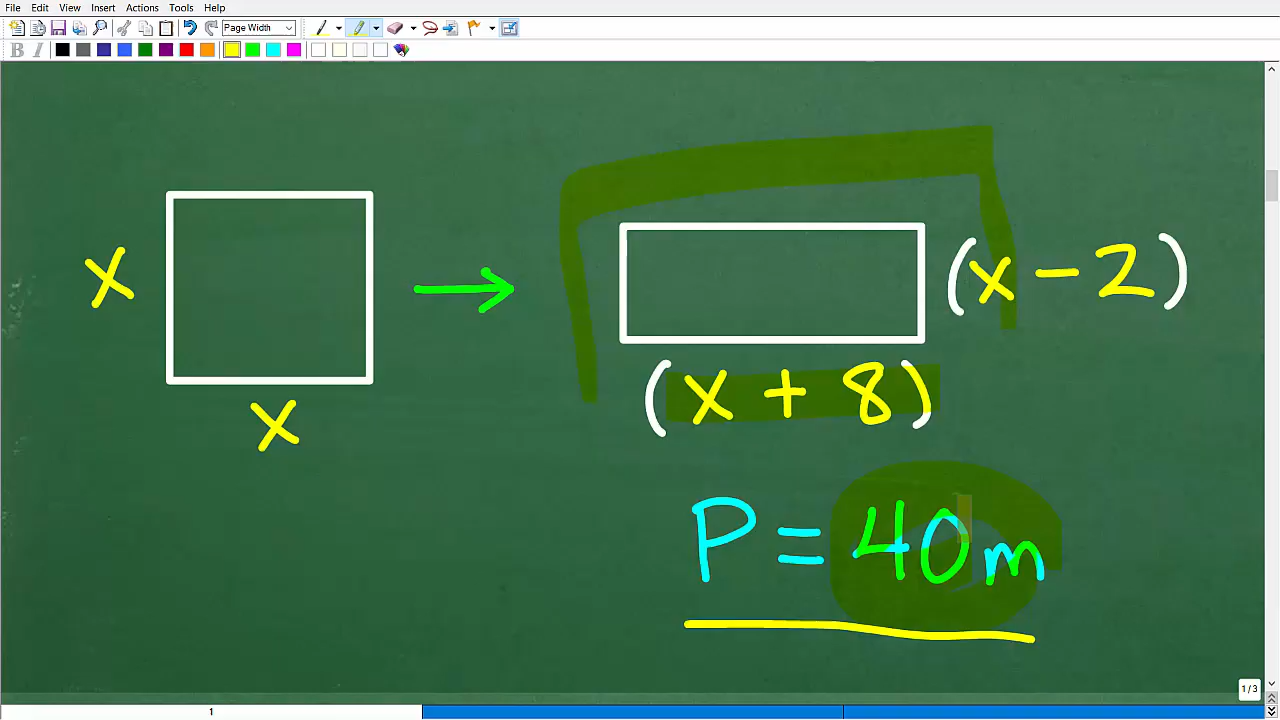 File Edit View Insert Actions Tools Help
Page Width
B I
x
x
(x - 2)
(x + 8)
P = 40m
1 / 3
1